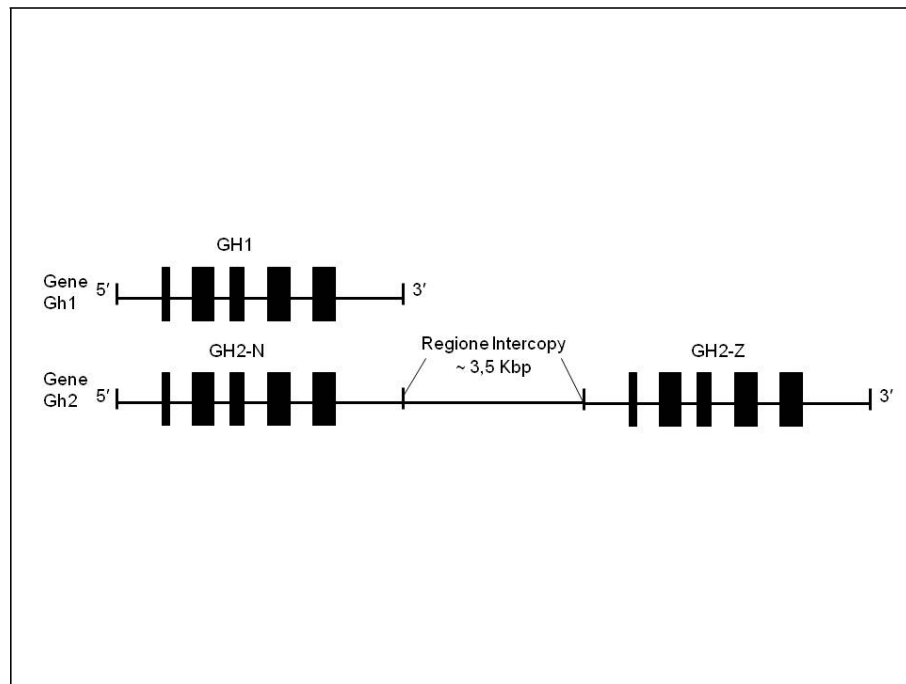 GH1
Gene
Gh1
5′
3′
GH2-N
Regione Intercopy
~ 3,5 Kbp
GH2-Z
Gene
Gh2
5′
3′